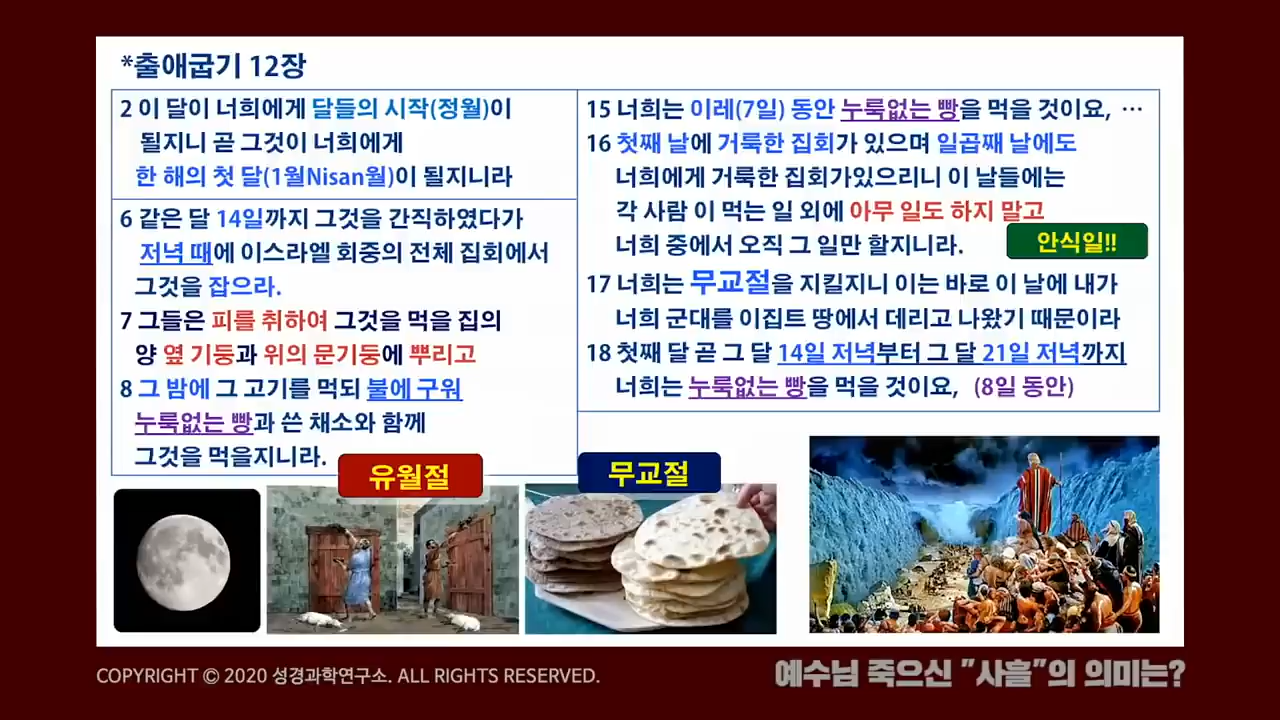 *출애굽기 12장
2 이 달이 너희에게 달들의 시작(정월)이
될지니 곧 그것이 너희에게
한 해의 첫 달(1월Nisan월)이 될지니라
6 같은 달 14일까지 그것을 간직하였다가
저녁 때에 이스라엘 회중의 전체 집회에서
그것을 잡으라.
7 그들은 피를 취하여 그것을 먹을 집의
양 옆 기둥과 위의 문기둥에 뿌리고
8 그 밤에 그 고기를 먹되 불에 구워
누룩없는 빵과 쓴 채소와 함께
그것을 먹을지니라.
유월절
15 너희는 이레(7일) 동안 누룩없는 빵을 먹을 것이요, …
16 첫째 날에 거룩한 집회가 있으며 일곱째 날에도
너희에게 거룩한 집회가있으리니 이 날들에는
각 사람 이 먹는 일 외에 아무 일도 하지 말고
너희 중에서 오직 그 일만 할지니라.
안식일!!
17 너희는 무교절을 지킬지니 이는 바로 이 날에 내가
너희 군대를 이집트 땅에서 데리고 나왔기 때문이라
18 첫째 달 곧 그 달 14일 저녁부터 그 달 21일 저녁까지
너희는 누룩없는 빵을 먹을 것이요, (8일 동안)
무교절
COPYRIGHT © 2020 성경과학연구소. ALL RIGHTS RESERVED.
예수님 죽으신 "사흘"의 의미는?